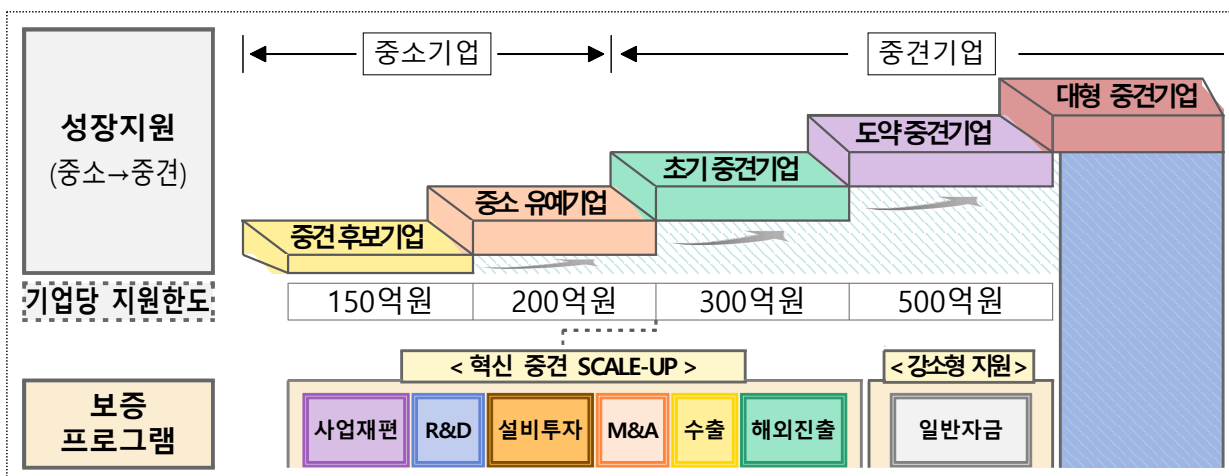 중소기업
중견기업
성장지원
(중소→중견)
대형 중견기업
도약 중견기업
초기 중견기업
중소 유예기업
중견 후보기업
기업당 지원한도
150억원
200억원
300억원
500억원
< 혁신 중견 SCALE-UP >
< 강소형 지원 >
보증
프로그램
사업재편
R&D
설비투자
M&A
수출
해외진출
일반자금